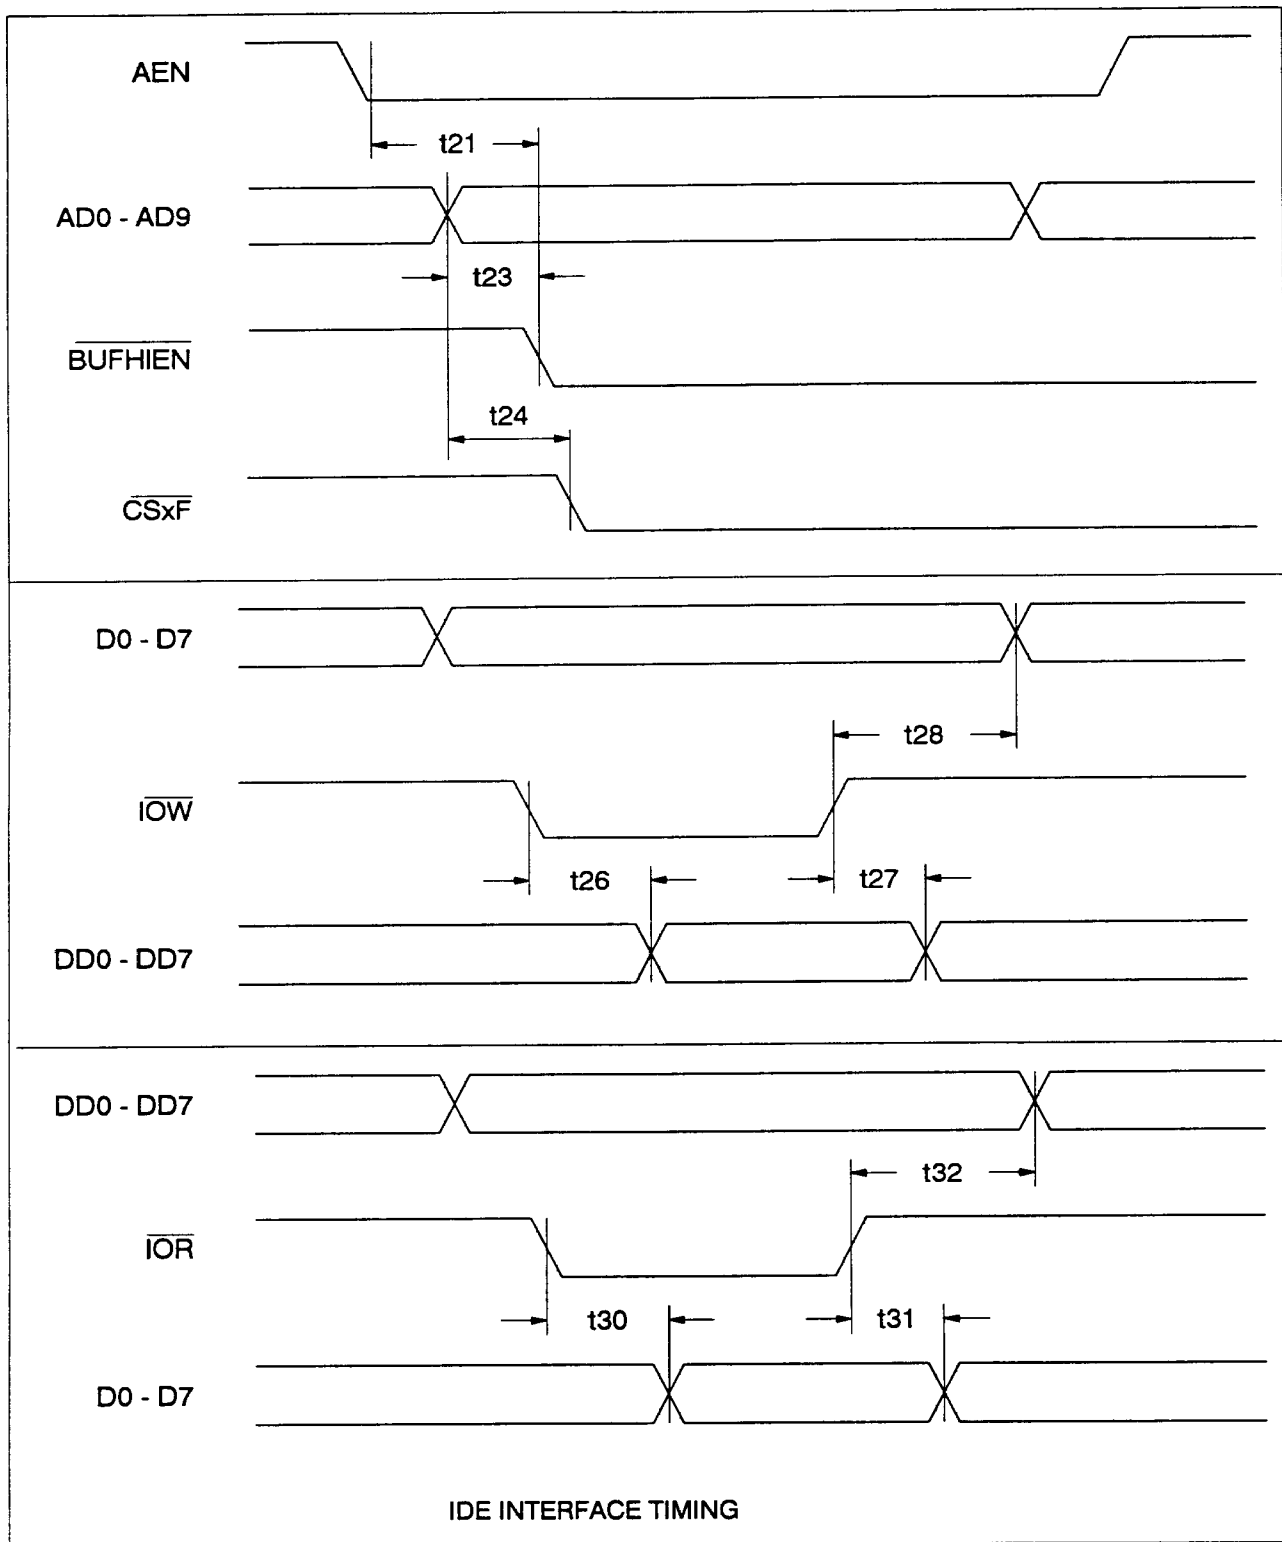 AEN
t21
AD0 - AD9
t23
BUFHIEN
t24
CSxF
D0 - D7
t28
IOW
t26
t27
DD0 - DD7
DD0 - DD7
t32
IOR
t30
t31
D0 - D7
IDE INTERFACE TIMING